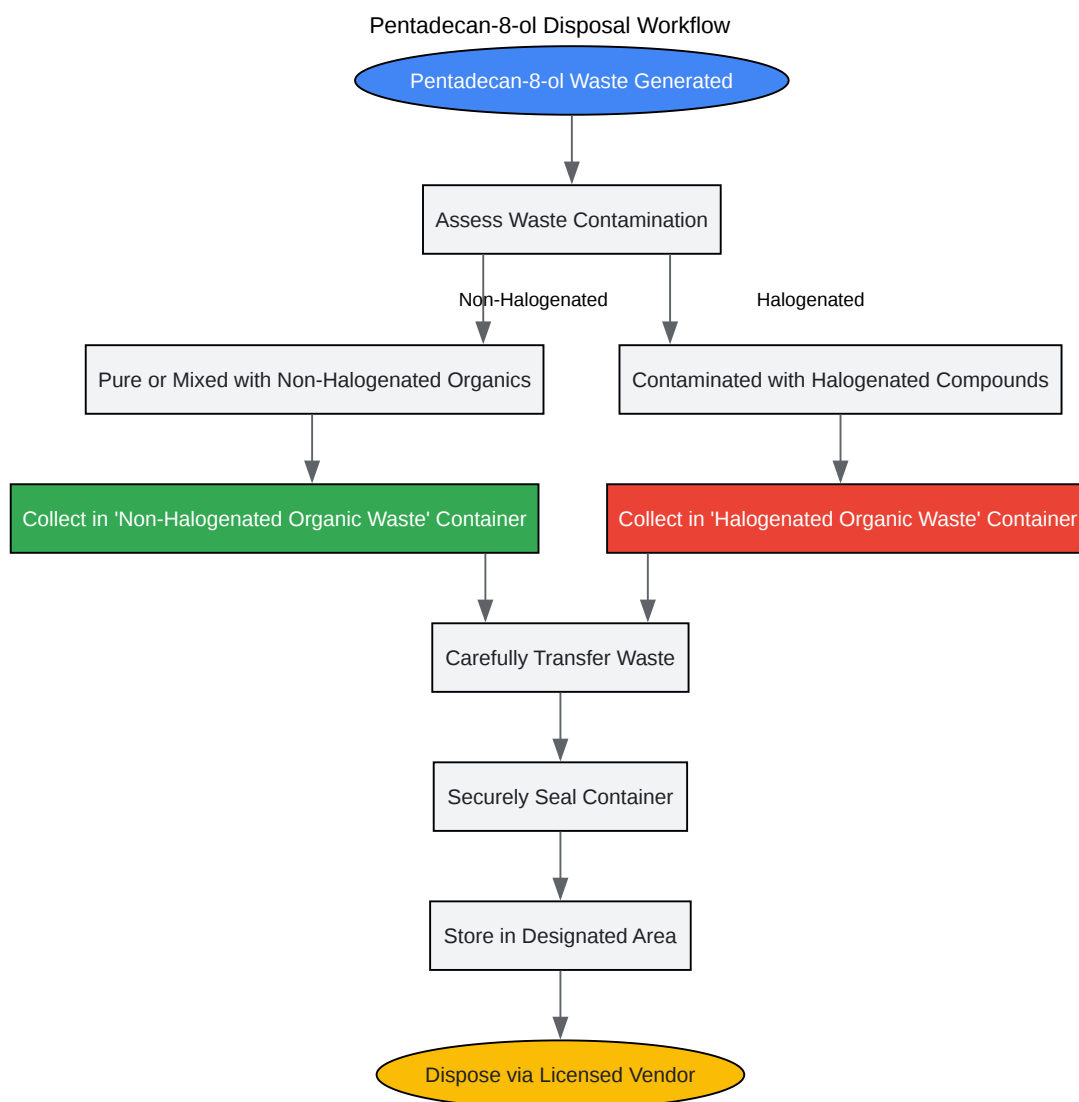 Pentadecan-8-ol Disposal Workflow
Pentadecan-8-ol Waste Generated
Assess Waste Contamination
Non-Halogenated
Halogenated
Pure or Mixed with Non-Halogenated Organics
Contaminated with Halogenated Compounds
Collect in 'Non-Halogenated Organic Waste' Container
Collect in 'Halogenated Organic Waste' Container
Carefully Transfer Waste
Securely Seal Container
Store in Designated Area
Dispose via Licensed Vendor